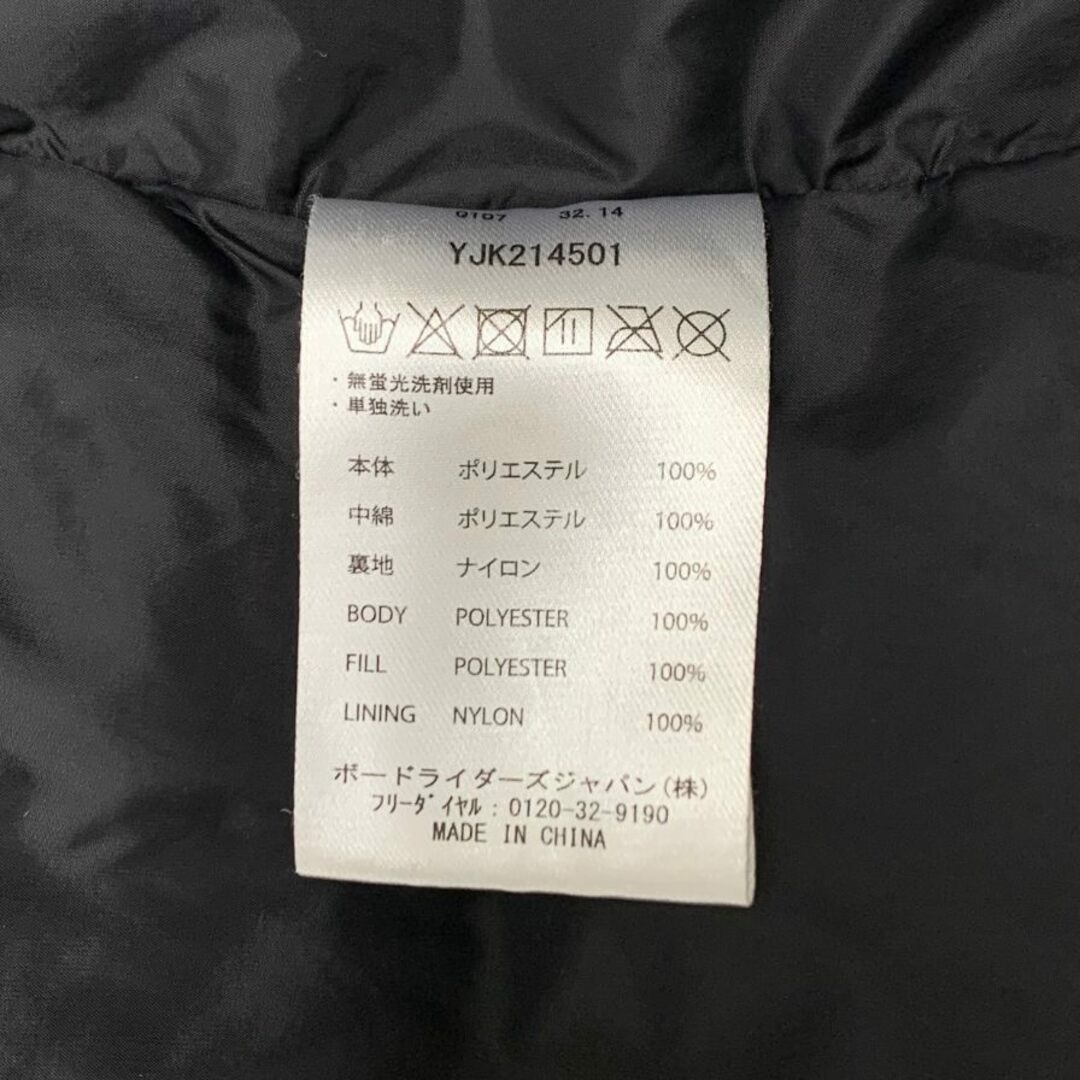 32.14
YJK214501
・無蛍光洗剤使用
・単独洗い
本体 ポリエステル 100%
中綿 ポリエステル 100%
裏地 ナイロン 100%
BODY POLYESTER 100%
FILL POLYESTER 100%
LINING NYLON 100%
ボードライダーズジャパン(株)
フリーダイヤル:0120-32-9190
MADE IN CHINA